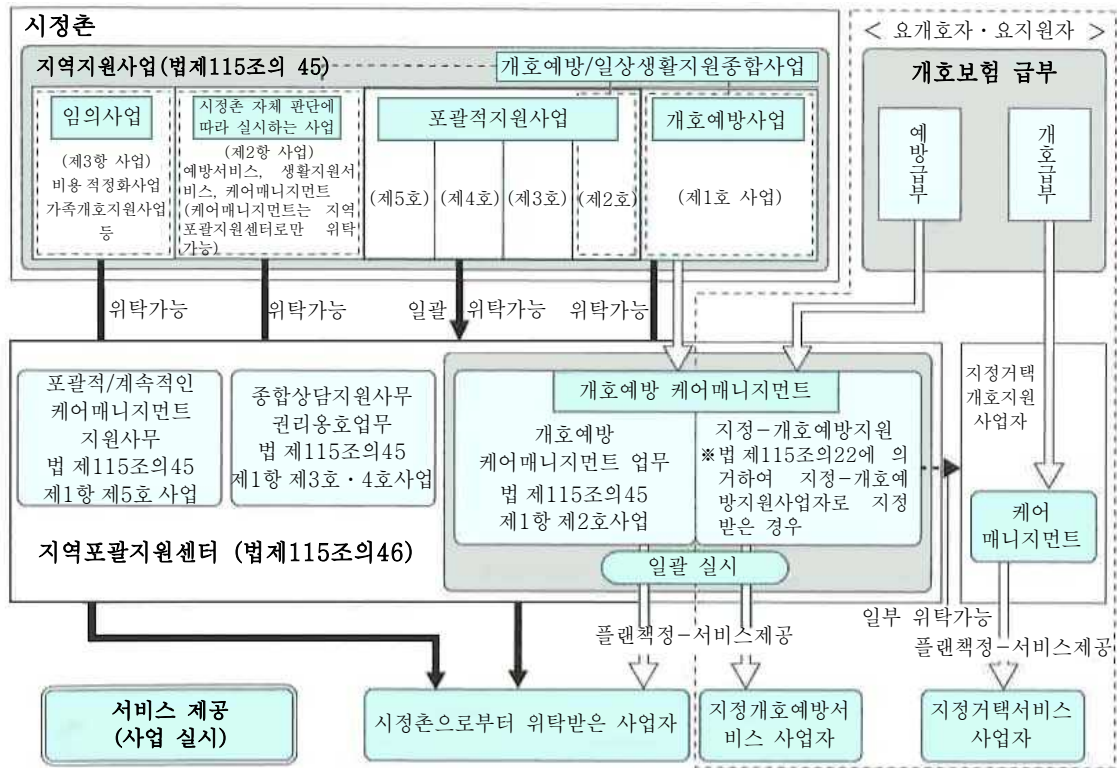 시정촌
지역지원사업(법제115조의 45)
개호예방/일상생활지원종합사업
임의사업
(제3항 사업)
비용 적정화사업
가족개호지원사업
등
시정촌 자체 판단에
따라 실시하는 사업
(제2항 사업)
예방서비스, 생활지원서
비스, 케어매니지먼트
(케어매니지먼트는 지역
포괄지원센터로만 위탁
가능)
포괄적지원사업
(제5호)
(제4호)
(제3호)
(제2호)
개호예방사업
(제1호 사업)
< 요개호자・요지원자 >
개호보험 급부
예방급부
개호급부
위탁가능
위탁가능
일괄
위탁가능
위탁가능
포괄적/계속적인
케어매니지먼트
지원사무
법 제115조의45
제1항 제5호 사업
종합상담지원사무
권리옹호업무
법 제115조의45
제1항 제3호・4호사업
개호예방 케어매니지먼트
개호예방
케어매니지먼트 업무
법 제115조의45
제1항 제2호사업
지정-개호예방지원
※법 제115조의22에 의
거하여 지정-개호예
방지원사업자로 지정
받은 경우
일괄 실시
지역포괄지원센터 (법제115조의46)
지정거택
개호지원
사업자
케어
매니지먼트
일부 위탁가능
플랜책정-서비스제공
플랜책정-서비스제공
서비스 제공
(사업 실시)
시정촌으로부터 위탁받은 사업자
지정개호예방서
비스 사업자
지정거택서비스
사업자